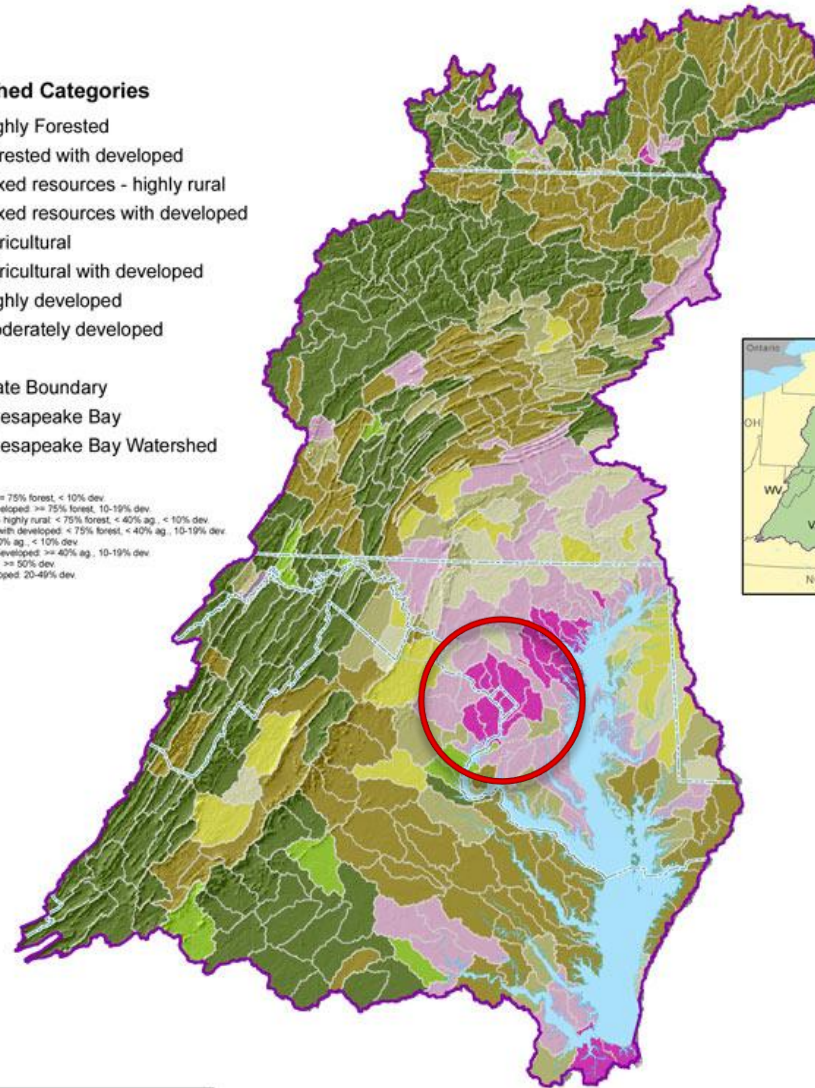 hed Categories
ghly Forested
rested with developed
xed resources - highly rural
xed resources with developed
ricultural
ricultural with developed
ghly developed
oderately developed
ate Boundary
esapeake Bay
esapeake Bay Watershed
= 75% forest, < 10% dev.
eloped: >= 75% forest, 10-19% dev.
highly rural: < 75% forest, < 40% ag., < 10% dev.
with developed: < 75% forest, < 40% ag., 10-19% dev.
0% ag., < 10% dev.
developed: >= 40% ag., 10-19% dev.
>= 50% dev.
oped: 20-49% dev.
Ontario
OH
WV
V
N